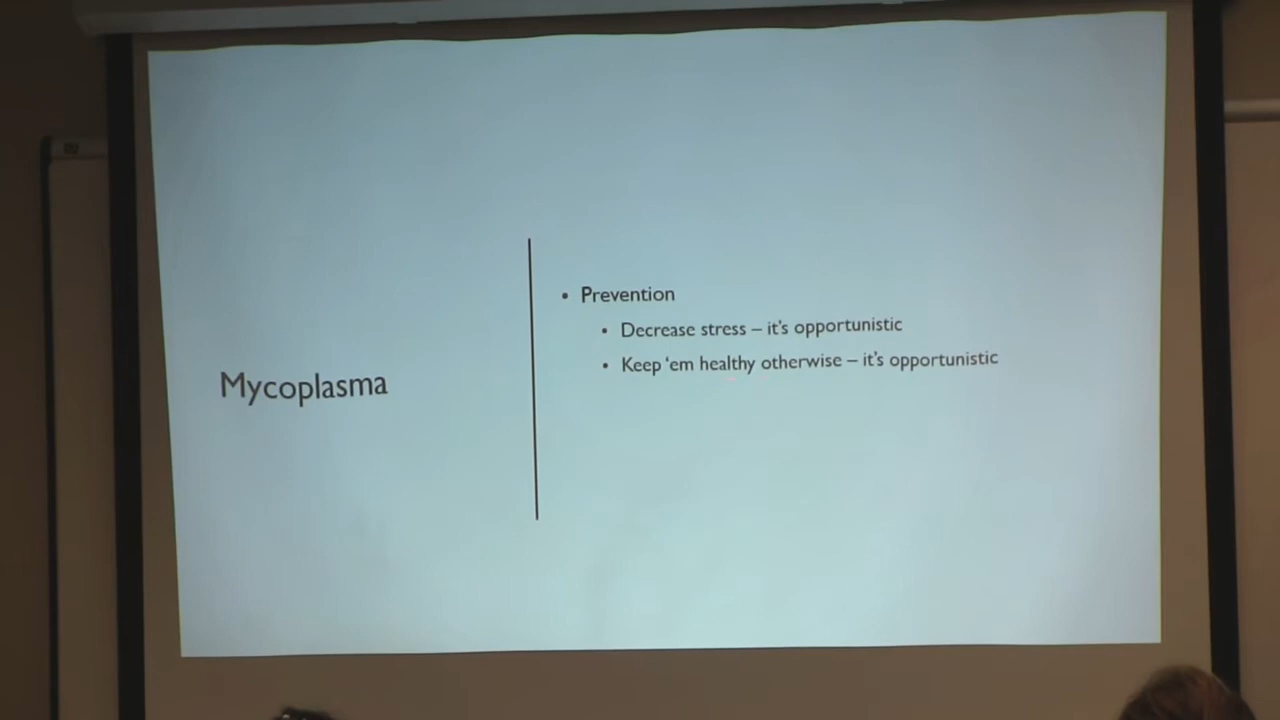 Mycoplasma
• Prevention
• Decrease stress – it's opportunistic
• Keep ‘em healthy otherwise – it's opportunistic